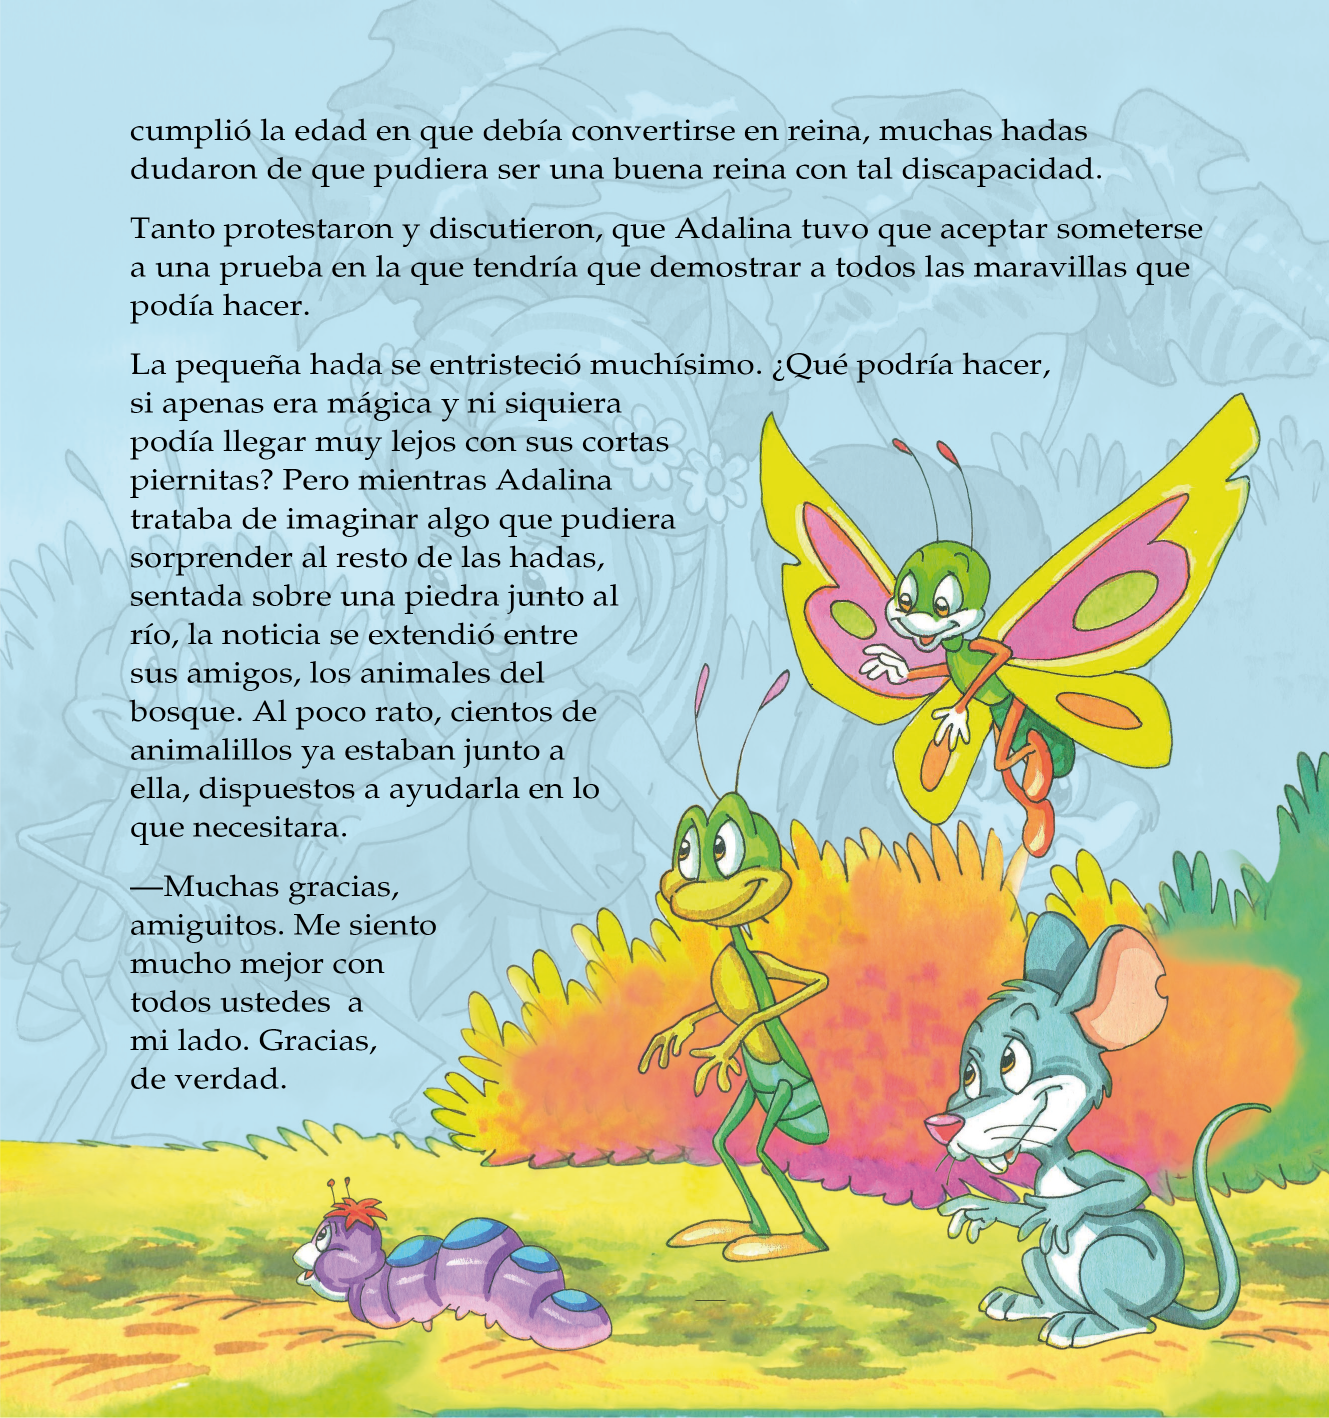 cumplió la edad en que debía convertirse en reina, muchas hadas
dudaron de que pudiera ser una buena reina con tal discapacidad.
Tanto protestaron y discutieron, que Adalina tuvo que aceptar someterse
a una prueba en la que tendría que demostrar a todos las maravillas que
podía hacer.
La pequeña hada se entristeció muchísimo. ¿Qué podría hacer,
si apenas era mágica y ni siquiera
podía llegar muy lejos con sus cortas
piernitas? Pero mientras Adalina
trataba de imaginar algo que pudiera
sorprender al resto de las hadas,
sentada sobre una piedra junto al
río, la noticia se extendió entre
sus amigos, los animales del
bosque. Al poco rato, cientos de
animalillos ya estaban junto a
ella, dispuestos a ayudarla en lo
que necesitara.
—Muchas gracias,
amiguitos. Me siento
mucho mejor con
todos ustedes  a
mi lado. Gracias,
de verdad.